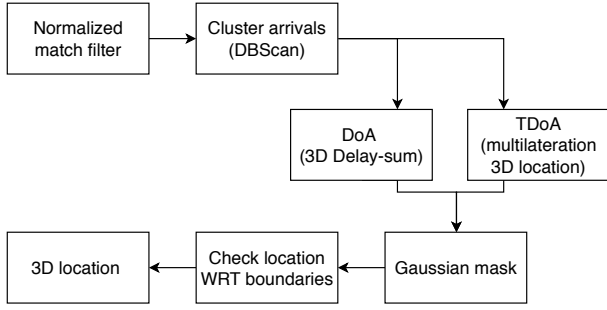 Normalized
match filter
Cluster arrivals
(DBScan)
DoA
(3D Delay-sum)
TDoA
(multilateration
3D location)
3D location
Check location
WRT boundaries
Gaussian mask